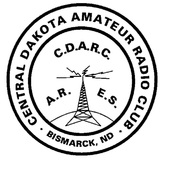 CENTRAL DAKOTA AMATEUR RADIO CLUB
C.D.A.R.C.
A.R. E.S.
· BISMARCK, ND ·